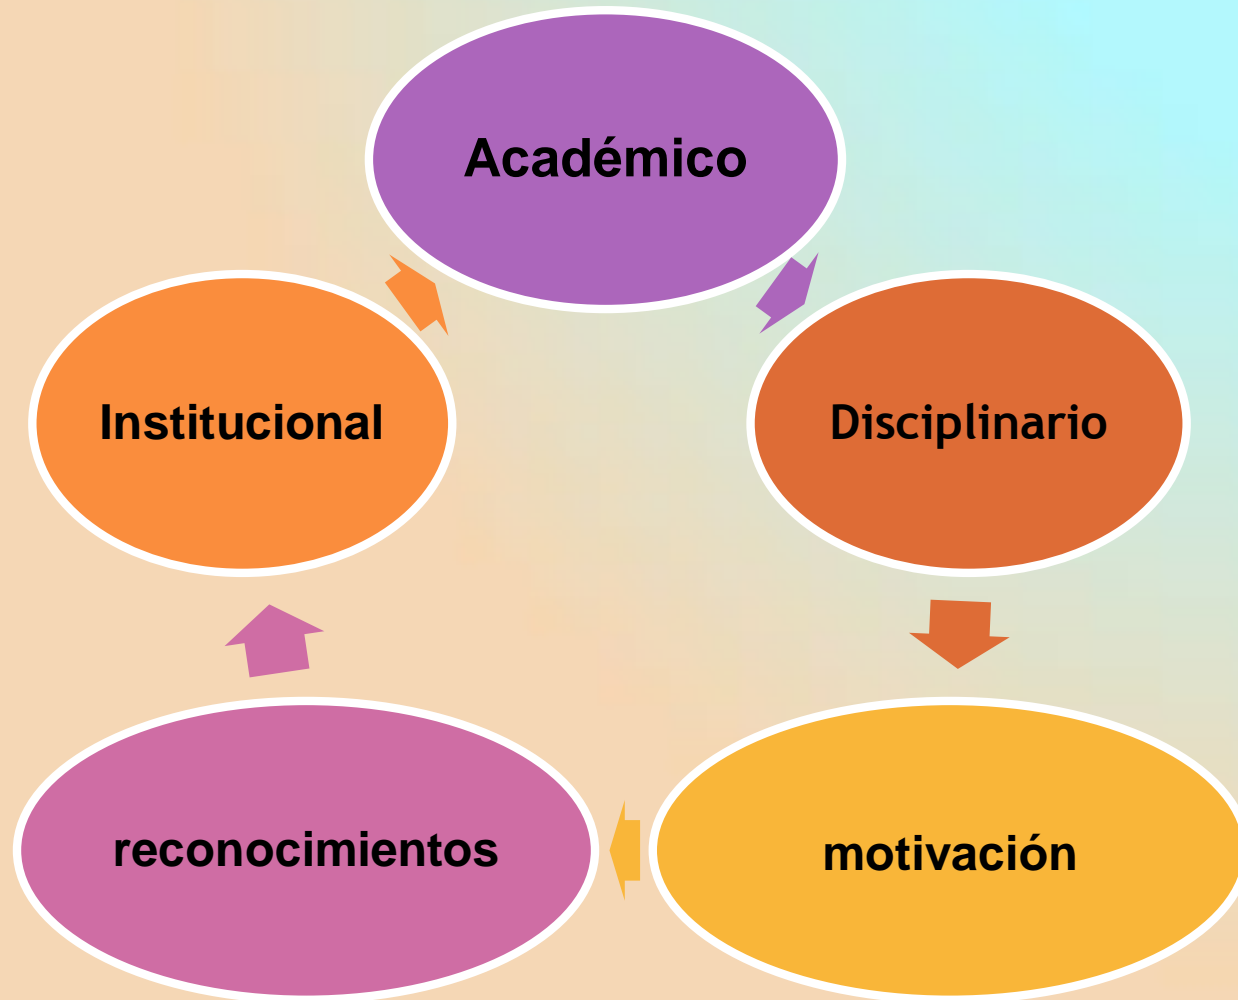 Académico
Institucional
Disciplinario
reconocimientos
motivación